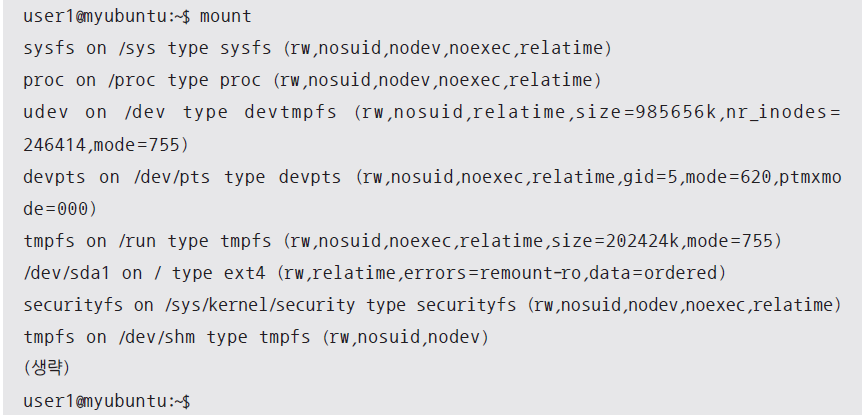 user1@myubuntu:~$ mount
sysfs on /sys type sysfs (rw,nosuid,nodev,noexec,relatime)
proc on /proc type proc (rw,nosuid,nodev,noexec,relatime)
udev on /dev type devtmpfs (rw,nosuid,relatime,size=985656k,nr_inodes=
246414,mode=755)
devpts on /dev/pts type devpts (rw,nosuid,noexec,relatime,gid=5,mode=620,ptmxmo
de=000)
tmpfs on /run type tmpfs (rw,nosuid,noexec,relatime,size=202424k,mode=755)
/dev/sda1 on / type ext4 (rw,relatime,errors=remount-ro,data=ordered)
securityfs on /sys/kernel/security type securityfs (rw,nosuid,nodev,noexec,relatime)
tmpfs on /dev/shm type tmpfs (rw,nosuid,nodev)
(생략)
user1@myubuntu:~$